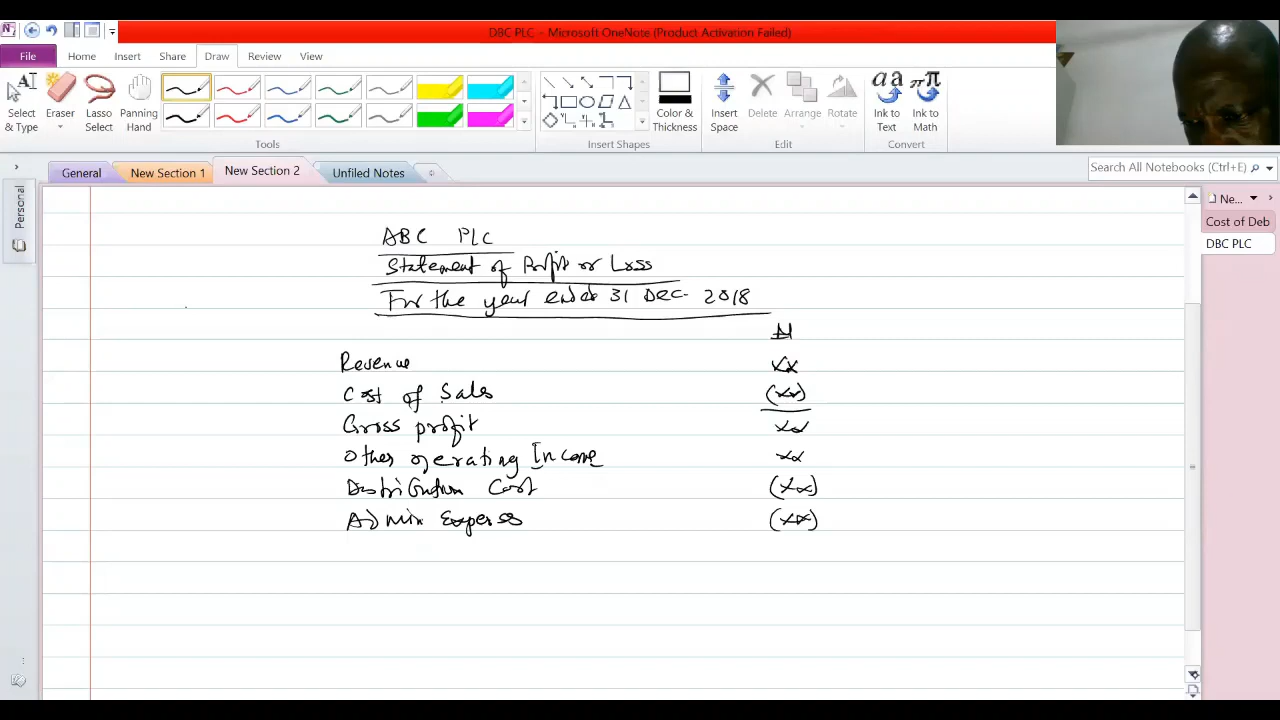 DBC PLC - Microsoft OneNote (Product Activation Failed)
File Home Insert Share Draw Review View
Select & Type
Eraser
Lasso Select
Panning Hand
Color & Thickness
Insert Space
Delete
Arrange
Rotate
Ink to Text
Ink to Math
Tools
Insert Shapes
Edit
Convert
General New Section 1 New Section 2 Unfiled Notes
Search All Notebooks (Ctrl+E)
Personal
Ne...
Cost of Deb
DBC PLC
ABC PLC
Statement of Profit or Loss
For the year ended 31 DEC. 2018
₦
Revenue xx
Cost of Sales (xx)
Gross profit xx
Other operating Income xx
Distribution Cost (xx)
Admin Expenses (xx)